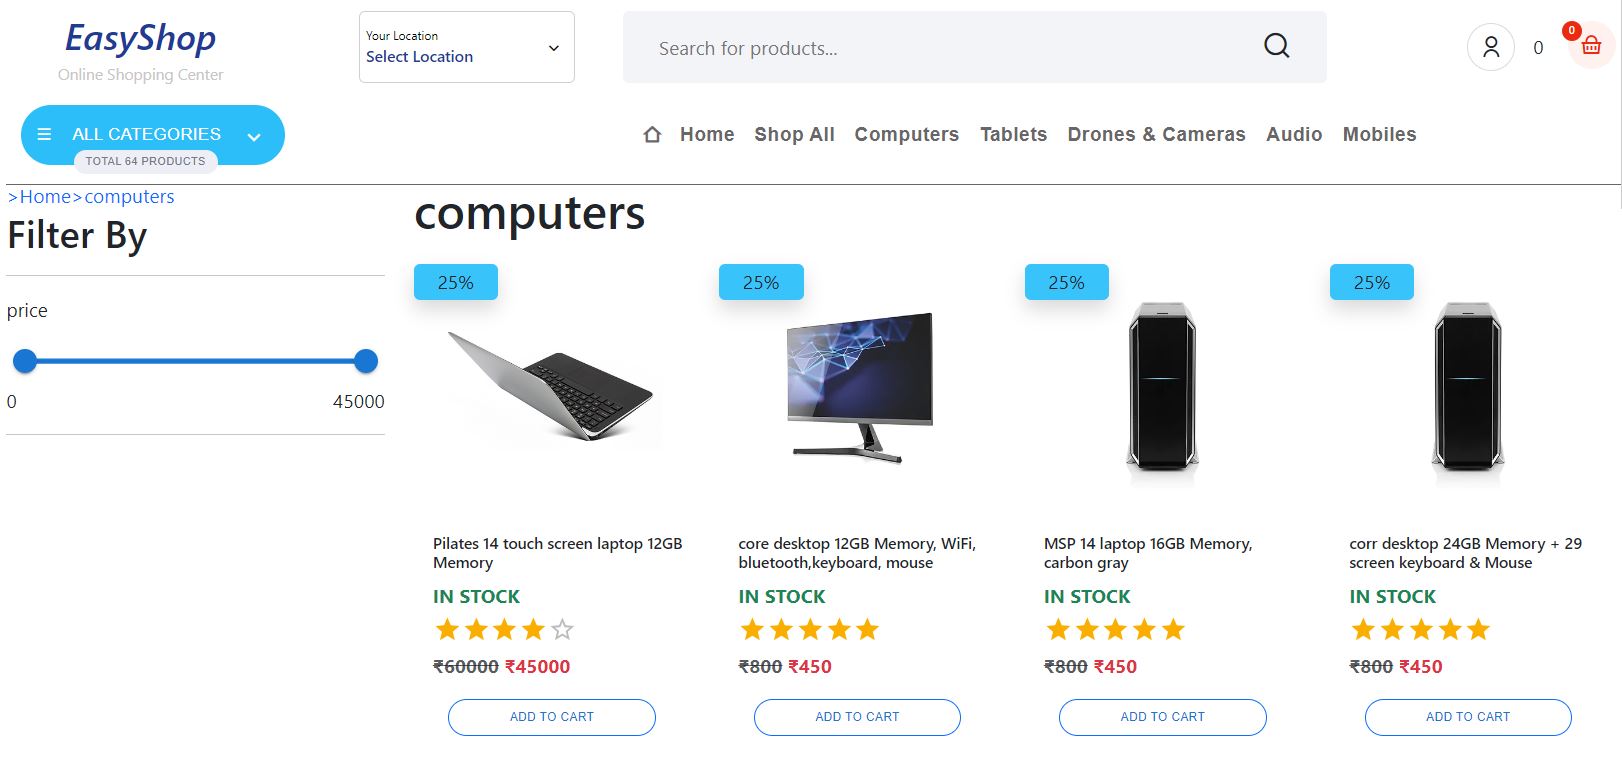 EasyShop
Online Shopping Center
Your Location
Select Location
Search for products...
0
0
ALL CATEGORIES
TOTAL 64 PRODUCTS
Home Shop All Computers Tablets Drones & Cameras Audio Mobiles
>Home>computers
Filter By
price
0 45000
computers
25%
Pilates 14 touch screen laptop 12GB
Memory
IN STOCK
₹60000 ₹45000
ADD TO CART
25%
core desktop 12GB Memory, WiFi,
bluetooth,keyboard, mouse
IN STOCK
₹800 ₹450
ADD TO CART
25%
MSP 14 laptop 16GB Memory,
carbon gray
IN STOCK
₹800 ₹450
ADD TO CART
25%
corr desktop 24GB Memory + 29
screen keyboard & Mouse
IN STOCK
₹800 ₹450
ADD TO CART